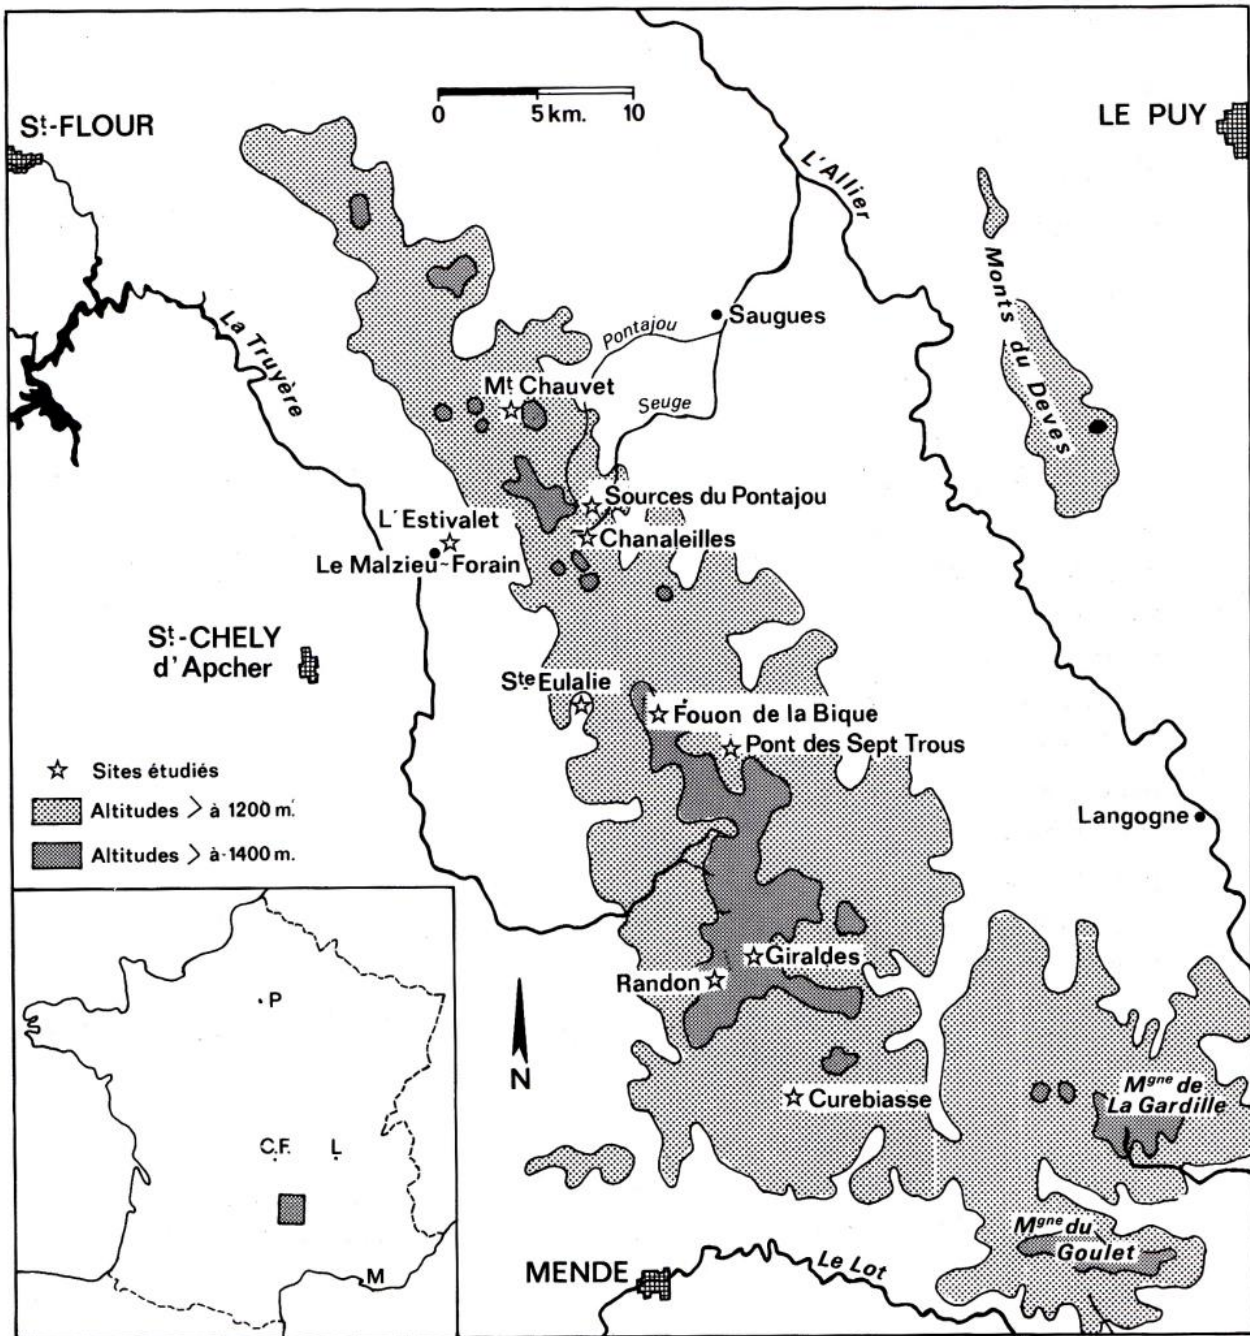 0 5 km. 10
St-FLOUR
LE PUY
L'Allier
La Truyère
Monts du Deves
Saugues
Pontajou
Mt Chauvet
Seuge
Sources du Pontajou
L'Estivalet
Chanaleilles
Le Malzieu-Forain
St-CHELY
d'Apcher
Ste Eulalie
Fouon de la Bique
Pont des Sept Trous
Sites étudiés
Altitudes > à 1200 m.
Altitudes > à 1400 m.
Langogne
Giraldes
Randon
N
Curebiasse
Mgne de
La Gardille
Mgne du
Goulet
MENDE
Le Lot
P
C.F.
L
M